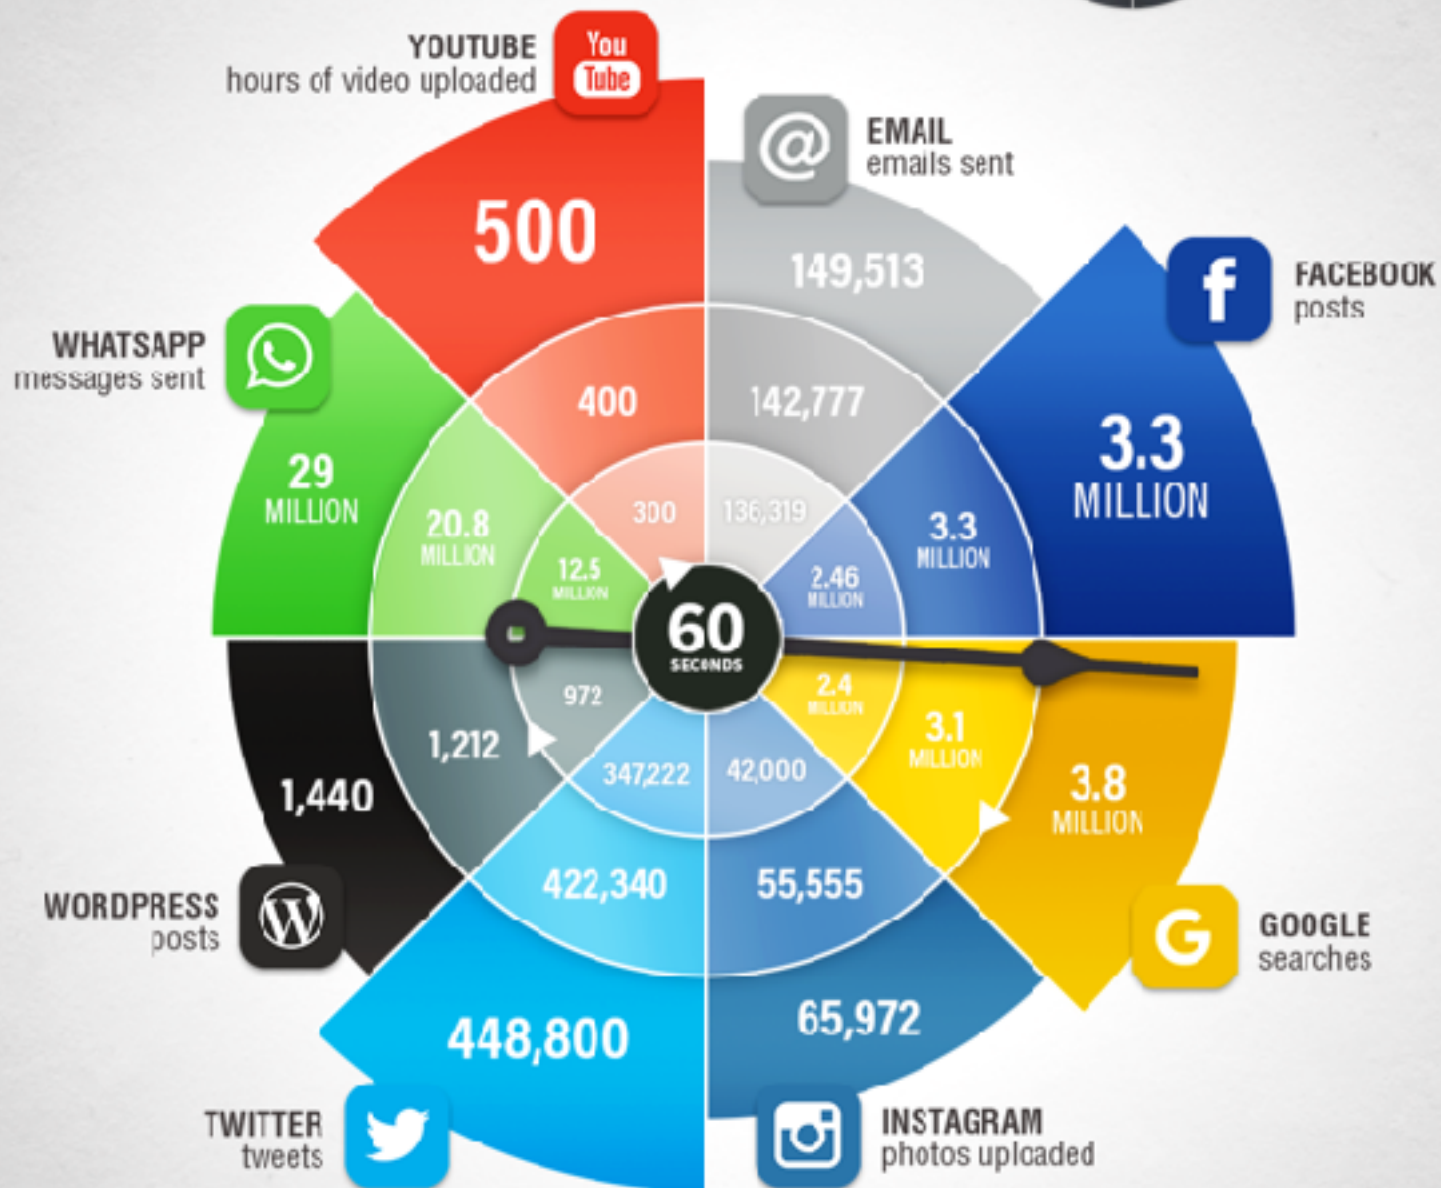 YOUTUBE
hours of video uploaded
You
Tube
500
400
300
@
EMAIL
emails sent
149,513
142,777
136,319
f
FACEBOOK
posts
3.3
MILLION
3.3
MILLION
2.46
MILLION
WHATSAPP
messages sent
29
MILLION
20.8
MILLION
12.5
MILLION
60
SECONDS
2.4
MILLION
3.1
MILLION
3.8
MILLION
G
GOOGLE
searches
972
1,212
1,440
W
WORDPRESS
posts
347,222
422,340
448,800
TWITTER
tweets
42,000
55,555
65,972
INSTAGRAM
photos uploaded